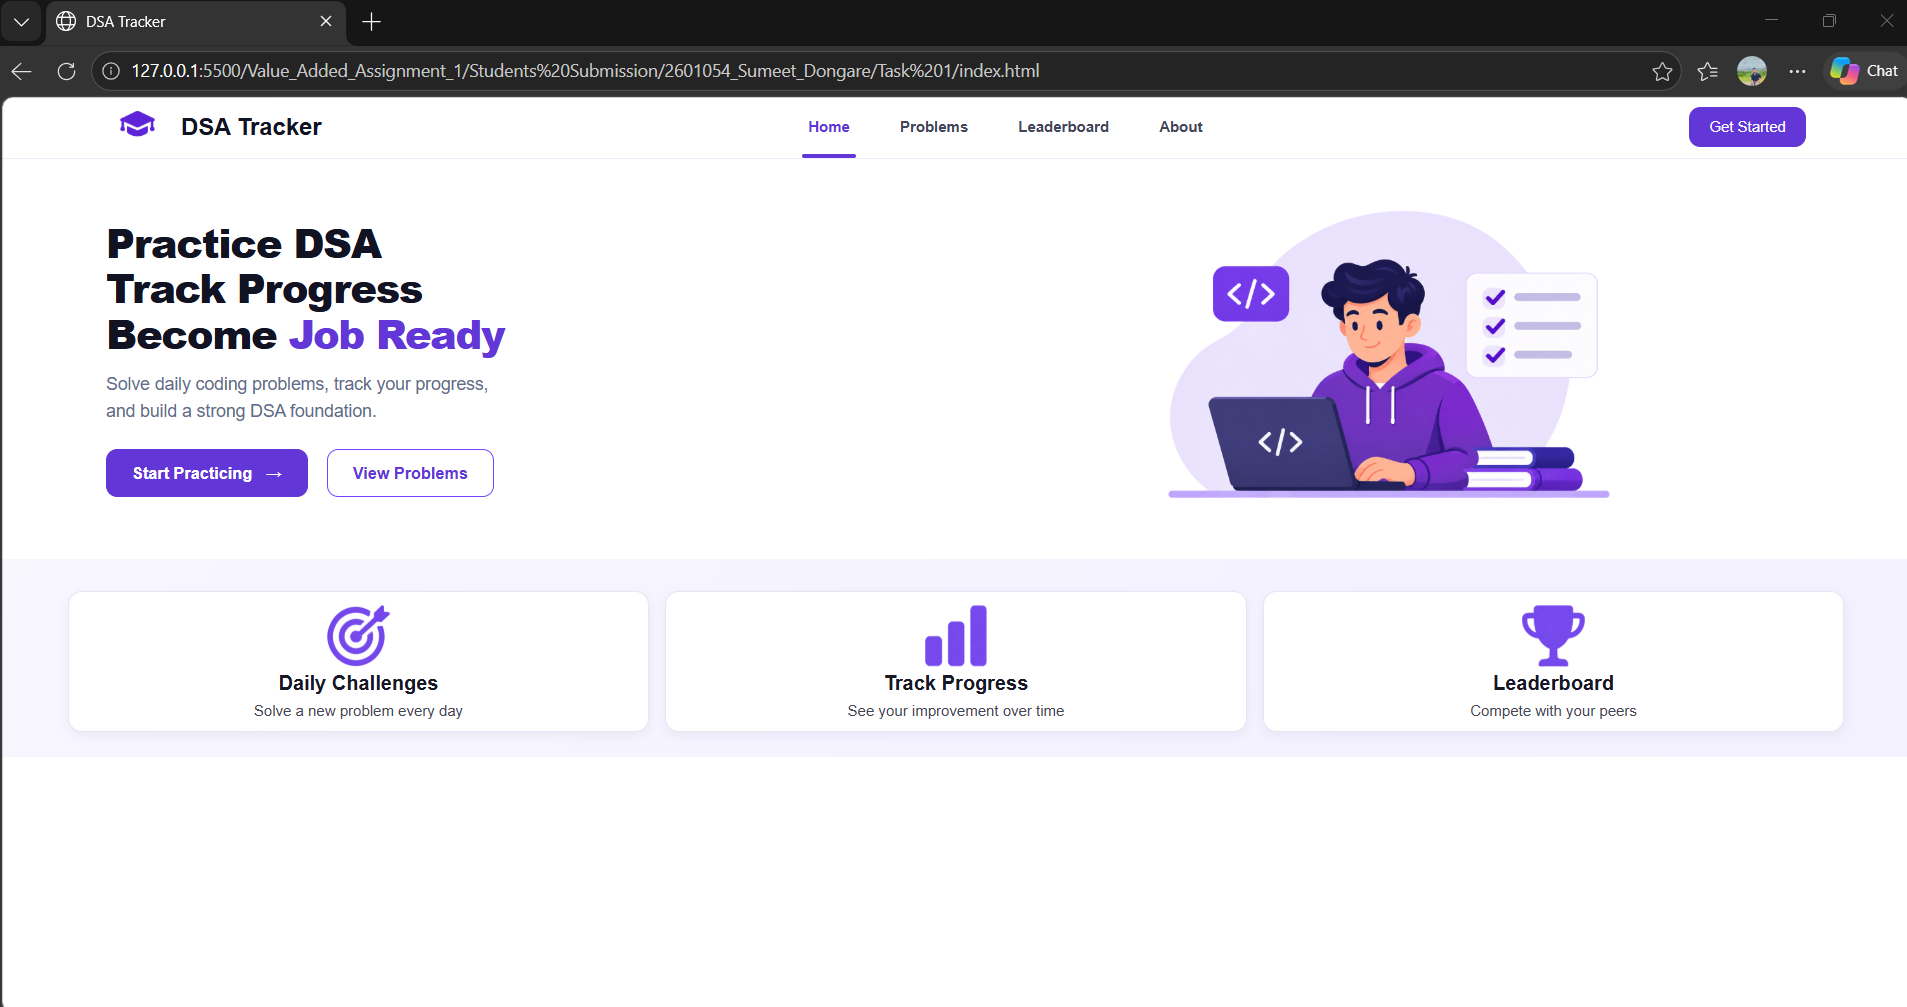 DSA Tracker
127.0.0.1:5500/Value_Added_Assignment_1/Students%20Submission/2601054_Sumeet_Dongare/Task%201/index.html
Chat
DSA Tracker
Home
Problems
Leaderboard
About
Get Started
Practice DSA
Track Progress
Become Job Ready
Solve daily coding problems, track your progress,
and build a strong DSA foundation.
Start Practicing →
View Problems
</>
</>
Daily Challenges
Solve a new problem every day
Track Progress
See your improvement over time
Leaderboard
Compete with your peers